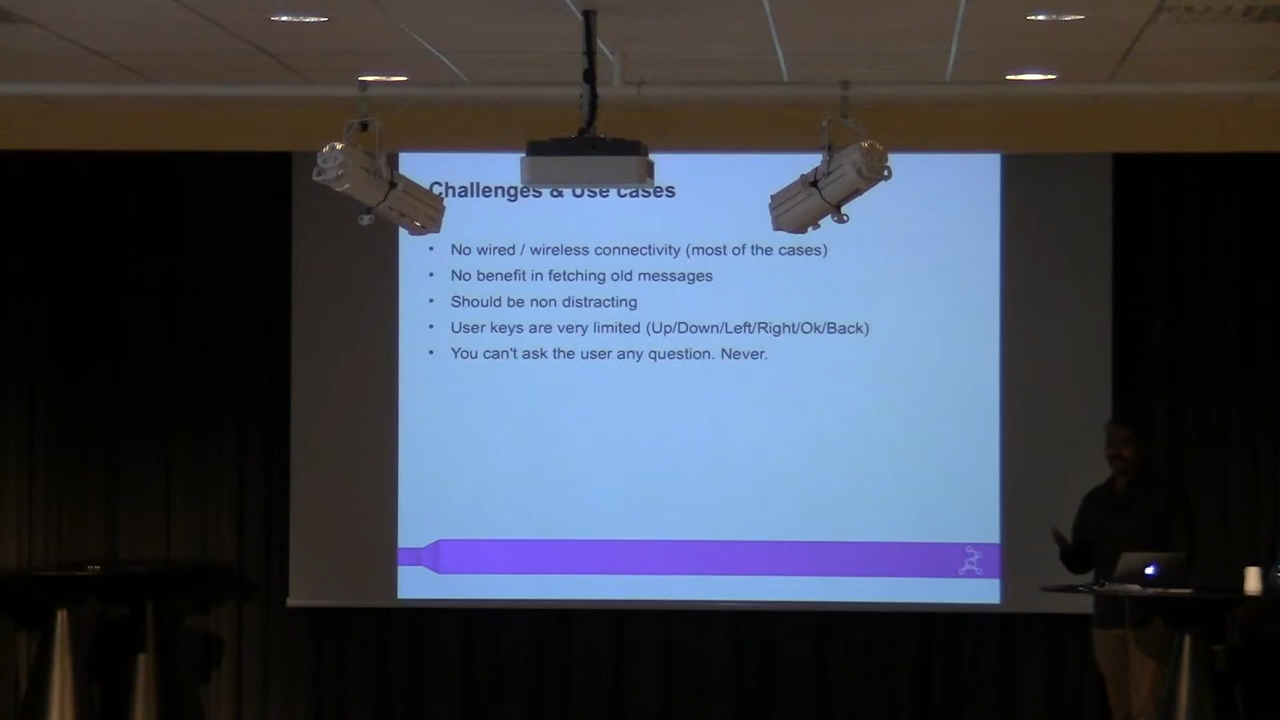 Challenges & Use cases
• No wired / wireless connectivity (most of the cases)
• No benefit in fetching old messages
• Should be non distracting
• User keys are very limited (Up/Down/Left/Right/Ok/Back)
• You can't ask the user any question. Never.